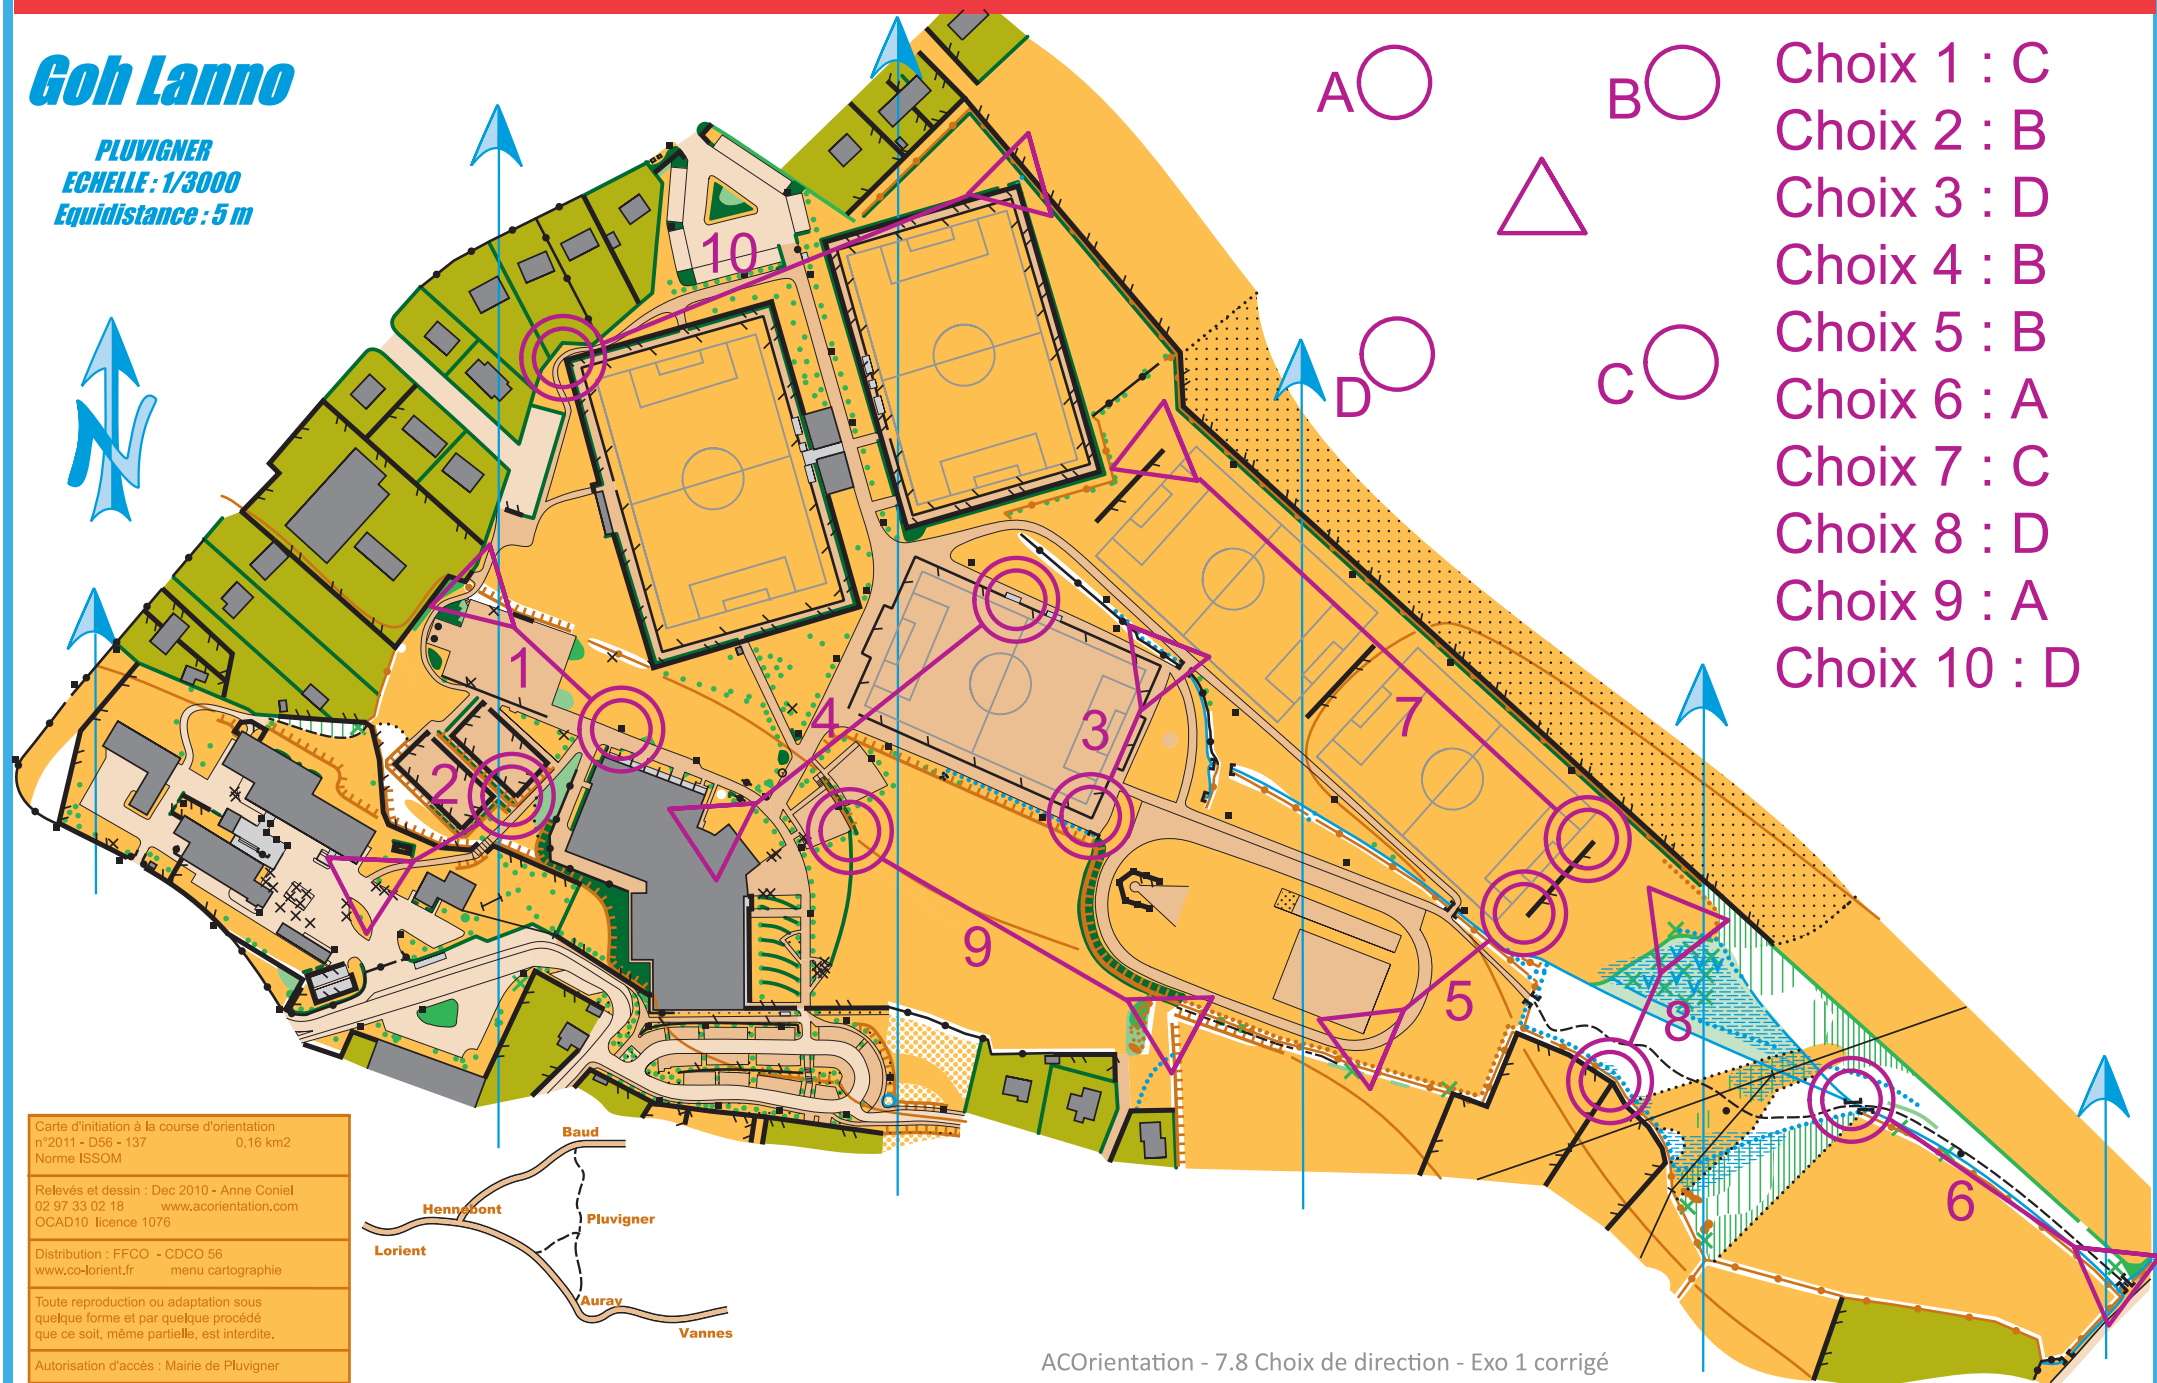 Goh Lanno
PLUVIGNER
ECHELLE : 1/3000
Equidistance : 5 m
N
A
B
D
C
Choix 1 : C
Choix 2 : B
Choix 3 : D
Choix 4 : B
Choix 5 : B
Choix 6 : A
Choix 7 : C
Choix 8 : D
Choix 9 : A
Choix 10 : D
10
1
2
4
3
7
9
5
8
6
Carte d'initiation à la course d'orientation
n°2011 - D56 - 137 0,16 km2
Norme ISSOM
Relevés et dessin : Dec 2010 - Anne Coniel
02 97 33 02 18 www.acorientation.com
OCAD10 licence 1076
Distribution : FFCO - CDCO 56
www.co-lorient.fr menu cartographie
Toute reproduction ou adaptation sous
quelque forme et par quelque procédé
que ce soit, même partielle, est interdite.
Autorisation d'accès : Mairie de Pluvigner
Baud
Hennebont
Pluvigner
Lorient
Auray
Vannes
ACOrientation - 7.8 Choix de direction - Exo 1 corrigé